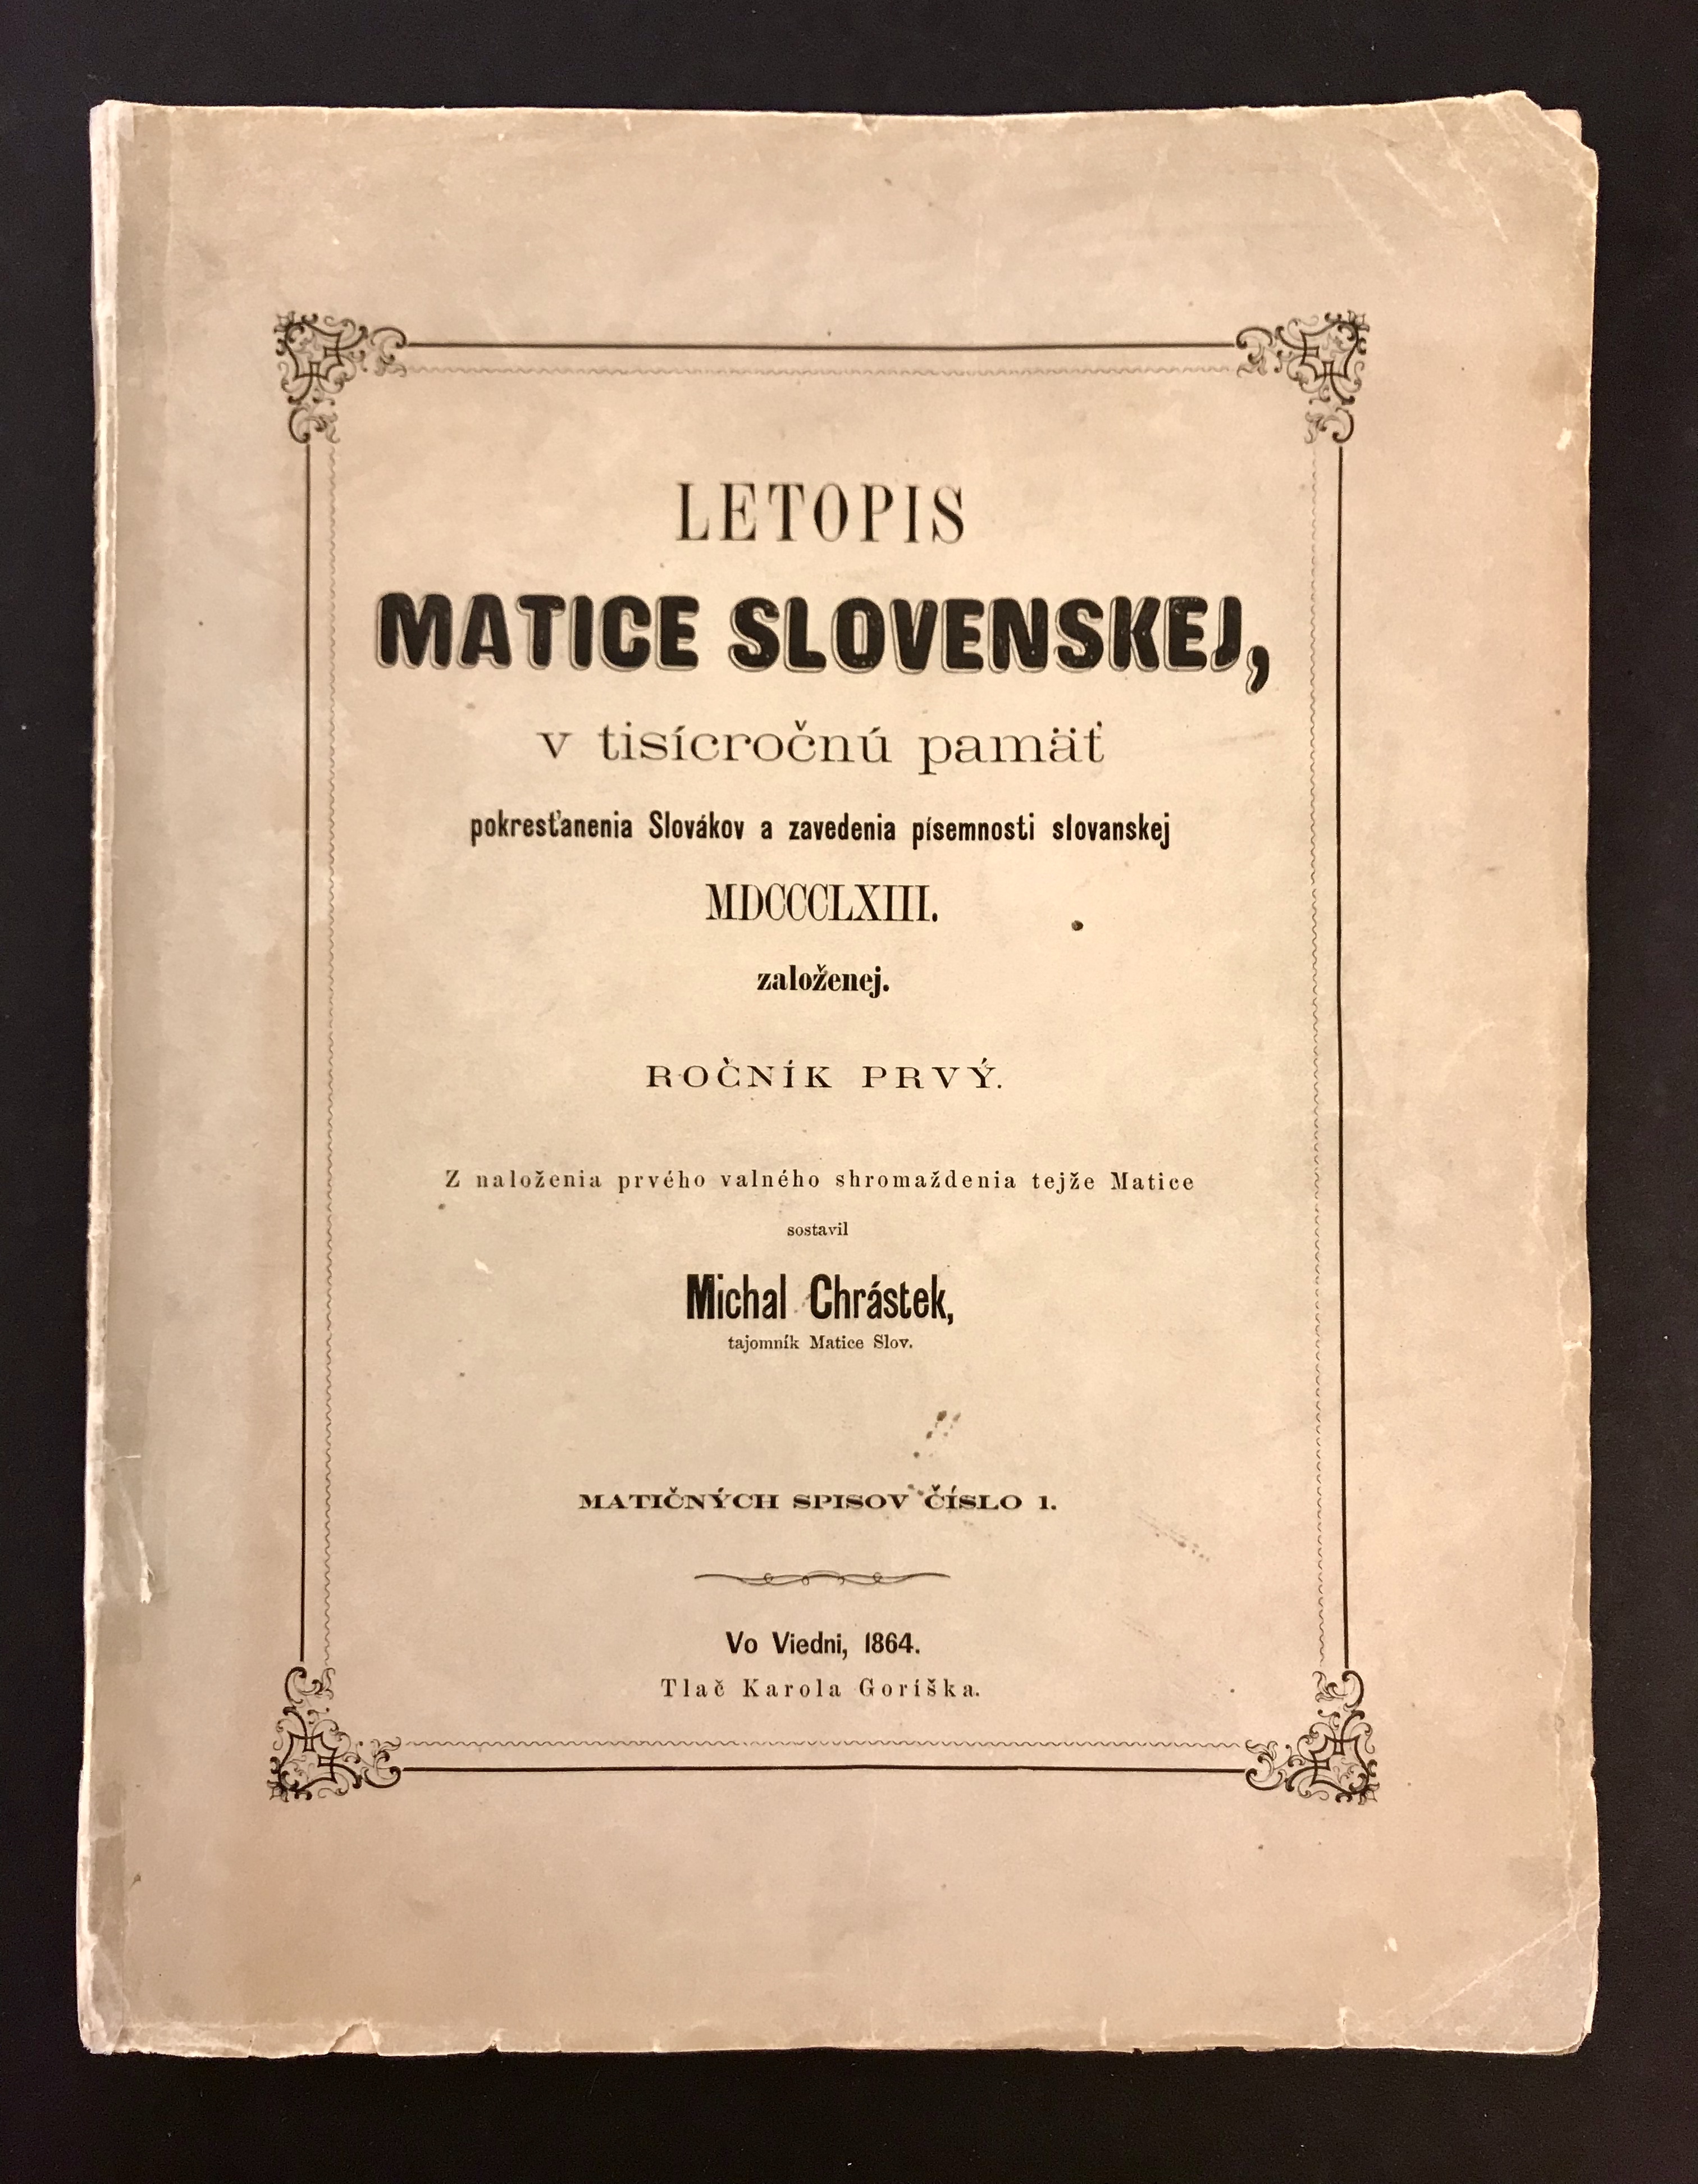 LETOPIS
MATICE SLOVENSKEJ,
v tisícročnú pamäť
pokresťanenia Slovákov a zavedenia písemnosti slovanskej
MDCCCLXIII.
založenej.
ROČNÍK PRVÝ.
Z naloženia prvého valného shromaždenia tejže Matice
sostavil
Michal Chrástek,
tajomník Matice Slov.
MATIČNÝCH SPISOV ČÍSLO 1.
Vo Viedni, 1864.
Tlač Karola Goríška.